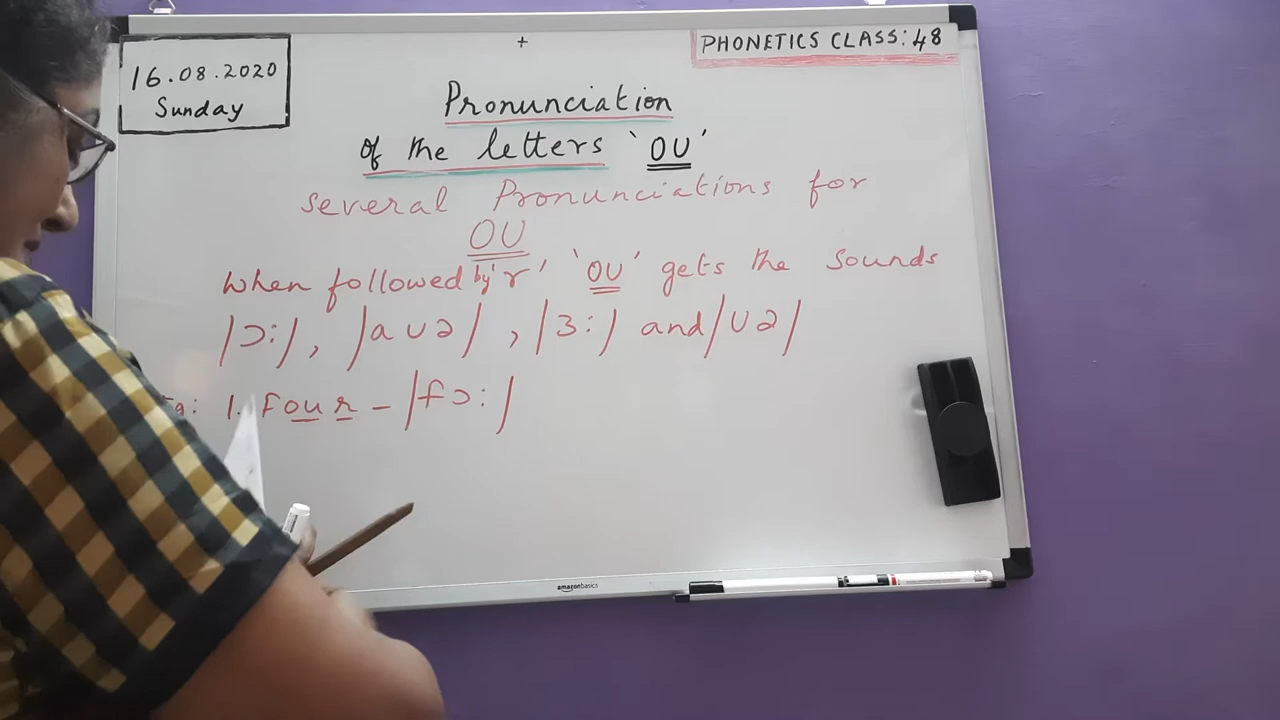 16.08.2020
Sunday
PHONETICS CLASS: 48
Pronunciation
of the letters 'OU'
several Pronunciations for
OU
When followed by 'r' 'OU' gets the sounds
/ɔ:/, /aʊə/, /ɜ:/ and /ʊə/
Eg: 1. Four - /fɔ:/
amazonbasics